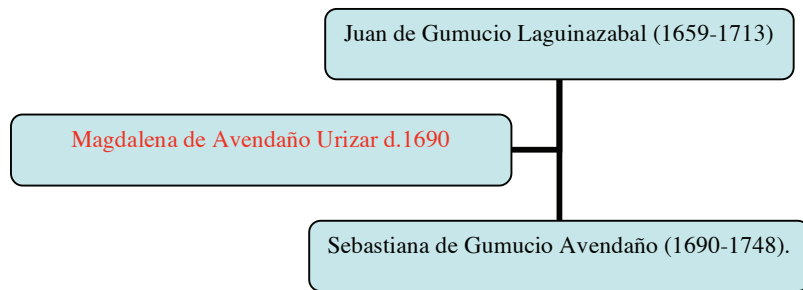 Juan de Gumucio Laguinazabal (1659-1713)
Magdalena de Avendaño Urizar d.1690
Sebastiana de Gumucio Avendaño (1690-1748).